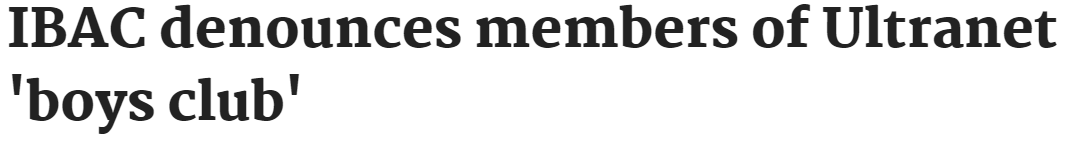 IBAC denounces members of Ultranet
'boys club'